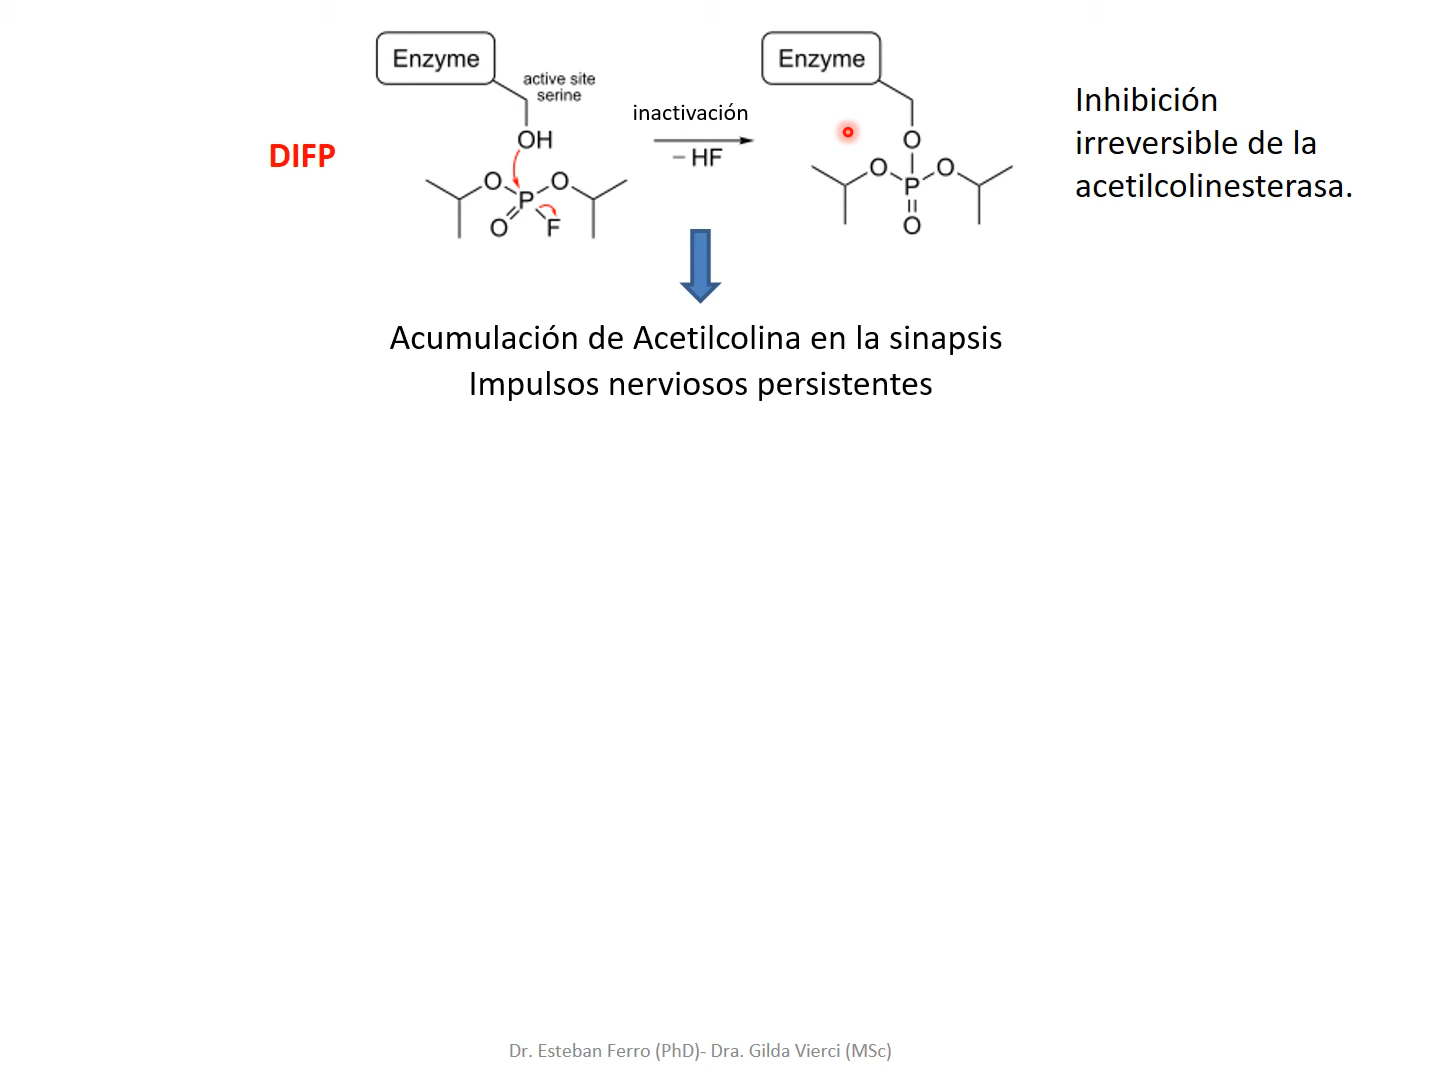 Enzyme
active site
serine
OH
DIFP
O
O
P
O
F
inactivación
– HF
Enzyme
O
O
O
P
O
Inhibición
irreversible de la
acetilcolinesterasa.
Acumulación de Acetilcolina en la sinapsis
Impulsos nerviosos persistentes
Dr. Esteban Ferro (PhD)- Dra. Gilda Vierci (MSc)